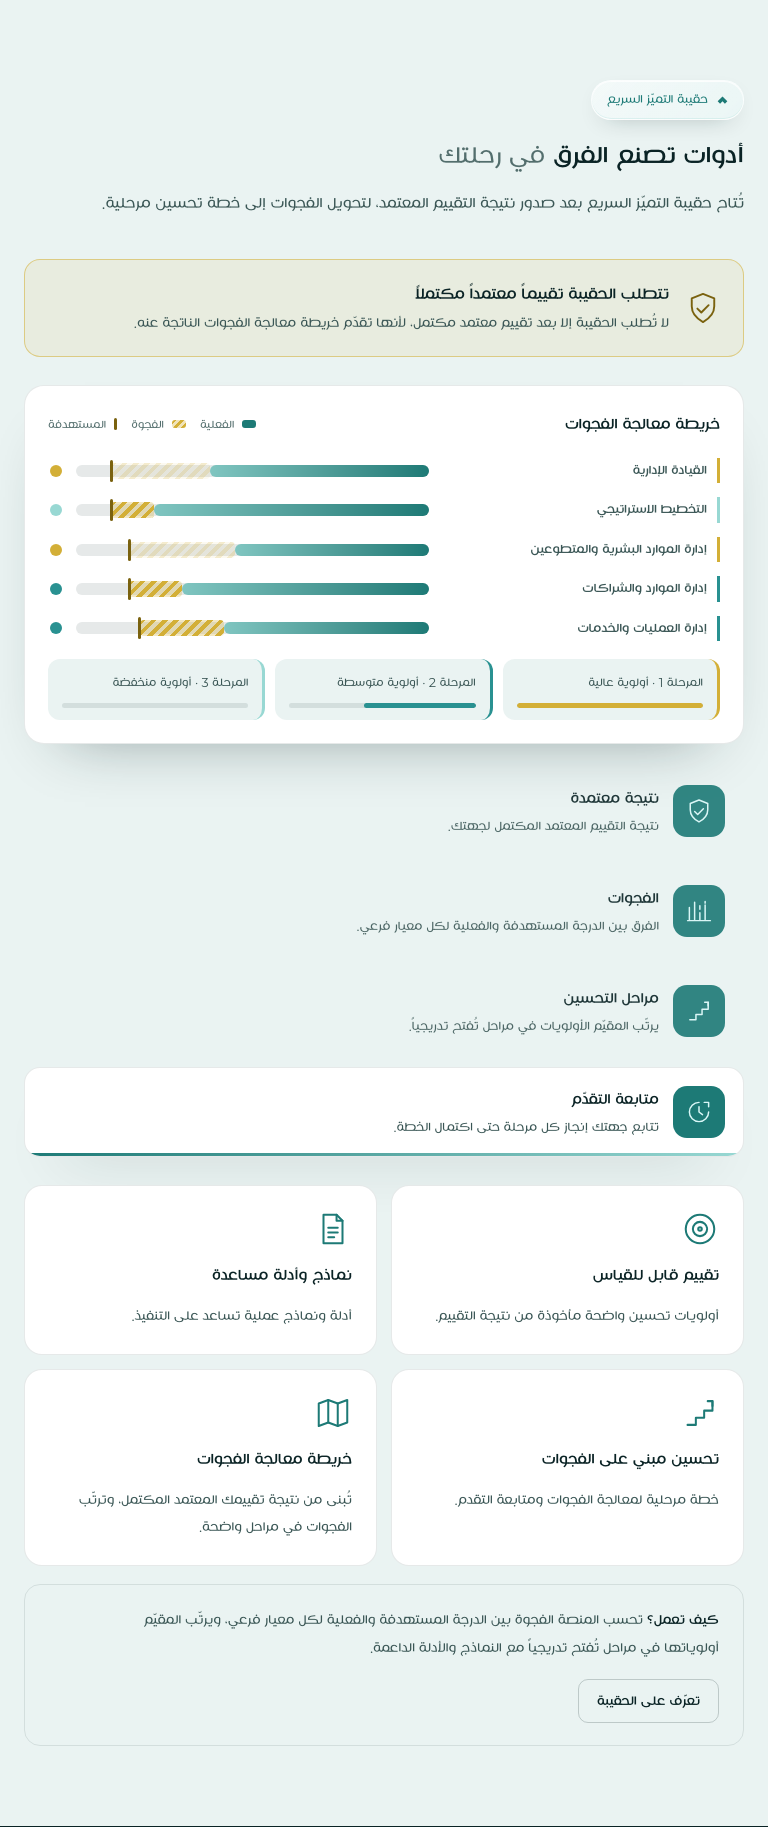 حقيبة التميّز السريع
أدوات تصنع الفرق في رحلتك
تُتاح حقيبة التميّز السريع بعد صدور نتيجة التقييم المعتمد، لتحويل الفجوات إلى خطة تحسين مرحلية.
تتطلب الحقيبة تقييماً معتمداً مكتملاً
لا تُطلب الحقيبة إلا بعد تقييم معتمد مكتمل، لأنها تقدّم خريطة معالجة الفجوات الناتجة عنه.
خريطة معالجة الفجوات
الفعلية الفجوة المستهدفة
القيادة الإدارية
التخطيط الاستراتيجي
إدارة الموارد البشرية والمتطوعين
إدارة الموارد والشراكات
إدارة العمليات والخدمات
المرحلة 1 · أولوية عالية
المرحلة 2 · أولوية متوسطة
المرحلة 3 · أولوية منخفضة
نتيجة معتمدة
نتيجة التقييم المعتمد المكتمل لجهتك.
الفجوات
الفرق بين الدرجة المستهدفة والفعلية لكل معيار فرعي.
مراحل التحسين
يرتّب المقيّم الأولويات في مراحل تُفتح تدريجياً.
متابعة التقدّم
تتابع جهتك إنجاز كل مرحلة حتى اكتمال الخطة.
تقييم قابل للقياس
أولويات تحسين واضحة مأخوذة من نتيجة التقييم.
نماذج وأدلة مساعدة
أدلة ونماذج عملية تساعد على التنفيذ.
تحسين مبني على الفجوات
خطة مرحلية لمعالجة الفجوات ومتابعة التقدم.
خريطة معالجة الفجوات
تُبنى من نتيجة تقييمك المعتمد المكتمل، وترتّب
الفجوات في مراحل واضحة.
كيف تعمل؟ تحسب المنصة الفجوة بين الدرجة المستهدفة والفعلية لكل معيار فرعي، ويرتّب المقيّم
أولوياتها في مراحل تُفتح تدريجياً مع النماذج والأدلة الداعمة.
تعرّف على الحقيبة